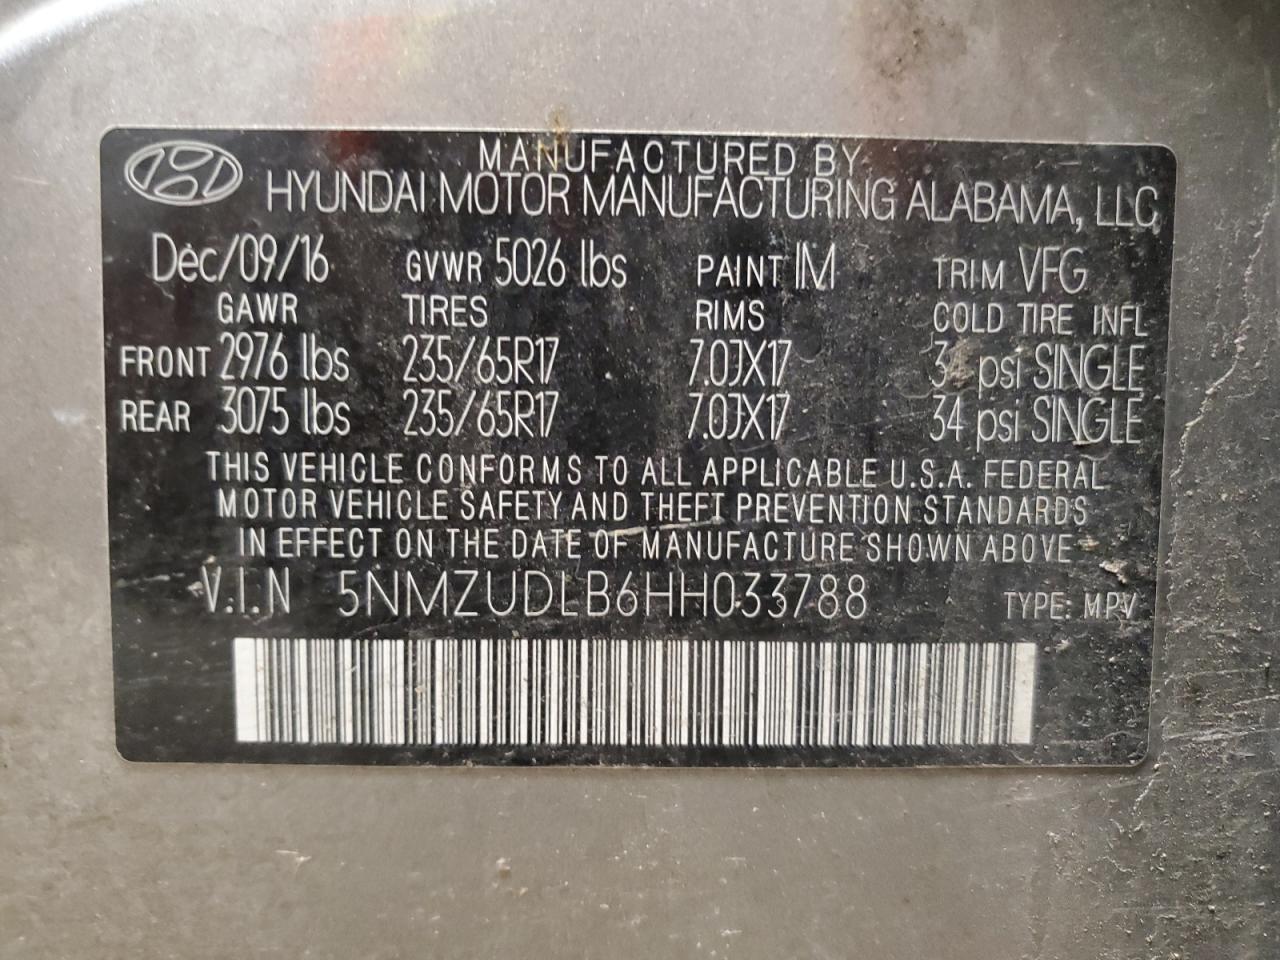 MANUFACTURED BY
HYUNDAI MOTOR MANUFACTURING ALABAMA, LLC
Dec/09/16 GVWR 5026 lbs PAINT IM TRIM VFG
GAWR TIRES RIMS COLD TIRE INFL
FRONT 2976 lbs 235/65R17 7.0JX17 psi SINGLE
REAR 3075 lbs 235/65R17 7.0JX17 34 psi SINGLE
THIS VEHICLE CONFORMS TO ALL APPLICABLE U.S.A. FEDERAL
MOTOR VEHICLE SAFETY AND THEFT PREVENTION STANDARDS
IN EFFECT ON THE DATE OF MANUFACTURE SHOWN ABOVE
V.I.N 5NMZUDLB6HH033788 TYPE: MPV